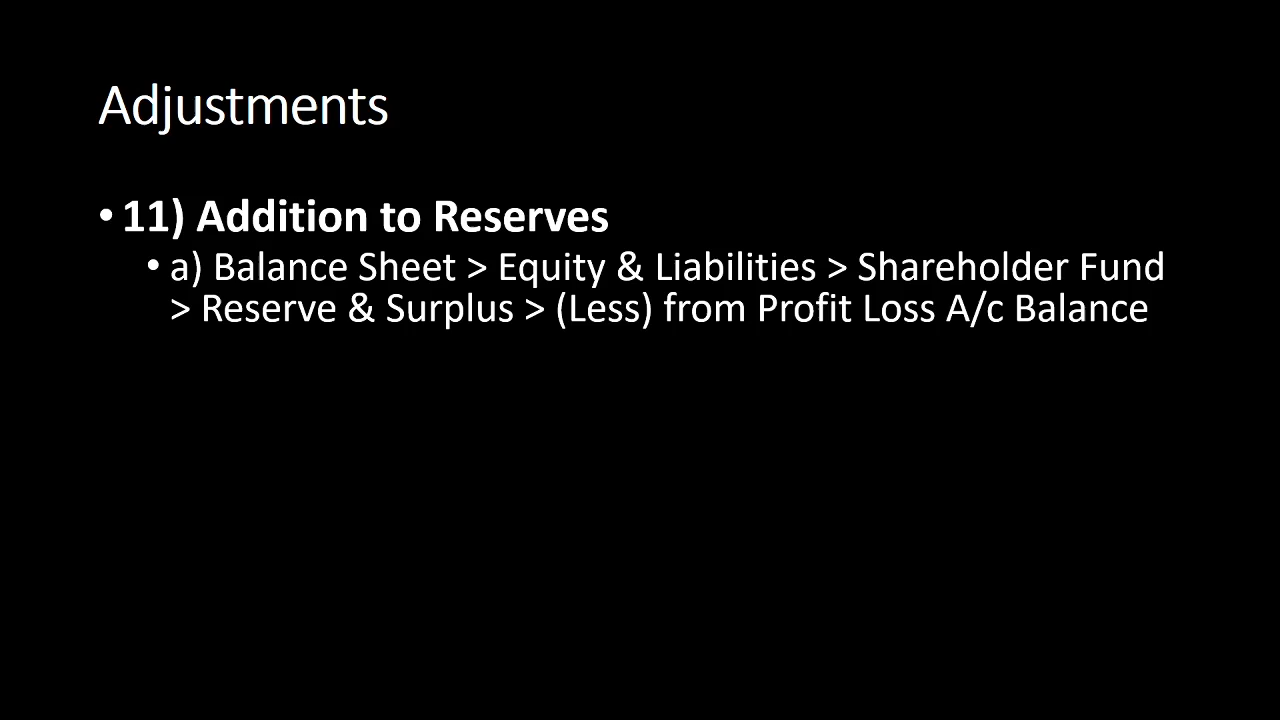 Adjustments
• 11) Addition to Reserves
• a) Balance Sheet > Equity & Liabilities > Shareholder Fund
> Reserve & Surplus > (Less) from Profit Loss A/c Balance